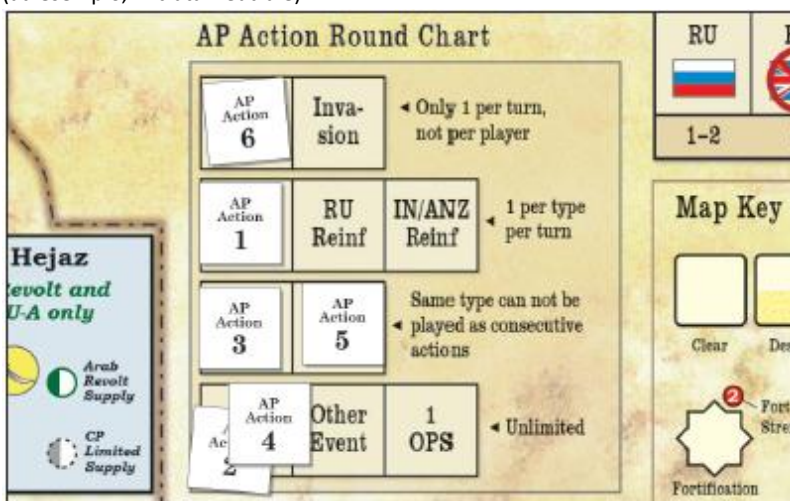 AP Action Round Chart
AP
Action
6
Inva-
sion
Only 1 per turn,
not per player
AP
Action
1
RU
Reinf
IN/ANZ
Reinf
1 per type
per turn
AP
Action
3
AP
Action
5
Same type can not be
played as consecutive
actions
AP
Action
4
2
Other
Event
1
OPS
Unlimited
RU
1-2
Hejaz
evolt and
U-A only
Arab
Revolt
Supply
CP
Limited
Supply
Map Key
Clear
2
Fortification